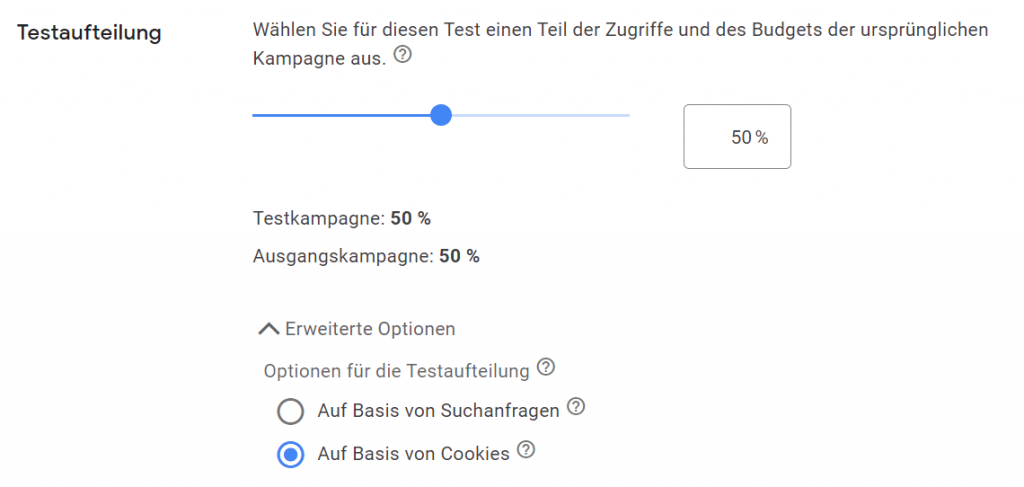 Testaufteilung
Wählen Sie für diesen Test einen Teil der Zugriffe und des Budgets der ursprünglichen
Kampagne aus. ?
50 %
Testkampagne: 50 %
Ausgangskampagne: 50 %
Erweiterte Optionen
Optionen für die Testaufteilung ?
Auf Basis von Suchanfragen ?
Auf Basis von Cookies ?